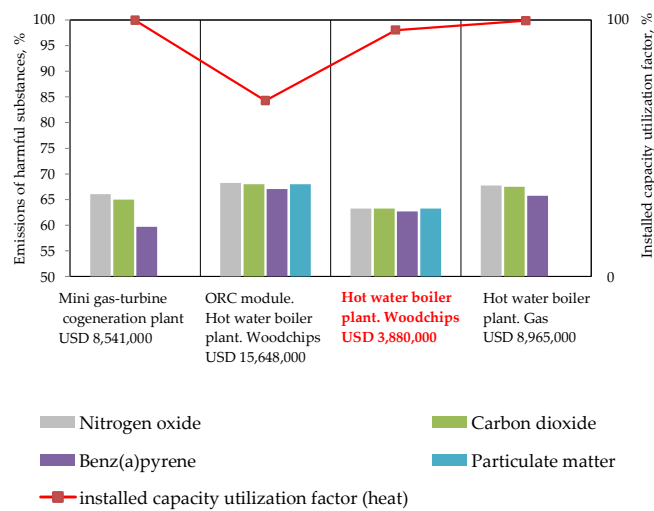 Emissions of harmful substances, %
100
95
90
85
80
75
70
65
60
55
50
100
0
Installed capacity utilization factor, %
Mini gas-turbine
cogeneration plant
USD 8,541,000
ORC module.
Hot water boiler
plant. Woodchips
USD 15,648,000
Hot water boiler
plant. Woodchips
USD 3,880,000
Hot water boiler
plant. Gas
USD 8,965,000
Nitrogen oxide
Carbon dioxide
Benz(a)pyrene
Particulate matter
installed capacity utilization factor (heat)